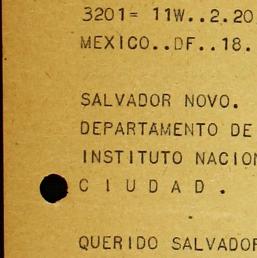 3201= 11W..2.20
MEXICO..DF..18.
SALVADOR NOVO.
DEPARTAMENTO DE
INSTITUTO NACION
C I U D A D .
QUERIDO SALVADOR